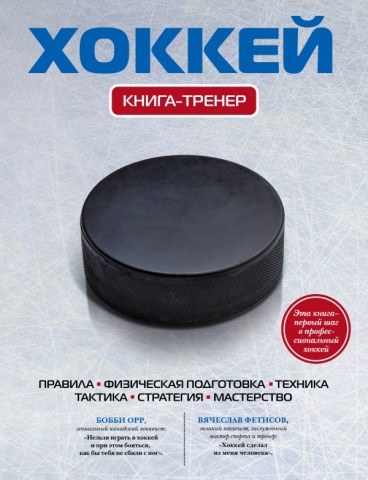 ХОККЕЙ
КНИГА-ТРЕНЕР
Эта книга–
первый шаг
в профес-
сиональный
хоккей
ПРАВИЛА • ФИЗИЧЕСКАЯ ПОДГОТОВКА • ТЕХНИКА
ТАКТИКА • СТРАТЕГИЯ • МАСТЕРСТВО
БОББИ ОРР,
гениальный канадский хоккеист:
«Нельзя играть в хоккей
и при этом бояться,
как бы тебя не сбили с ног».
ВЯЧЕСЛАВ ФЕТИСОВ,
великий хоккеист, заслуженный
мастер спорта и тренер:
«Хоккей сделал
из меня человека».